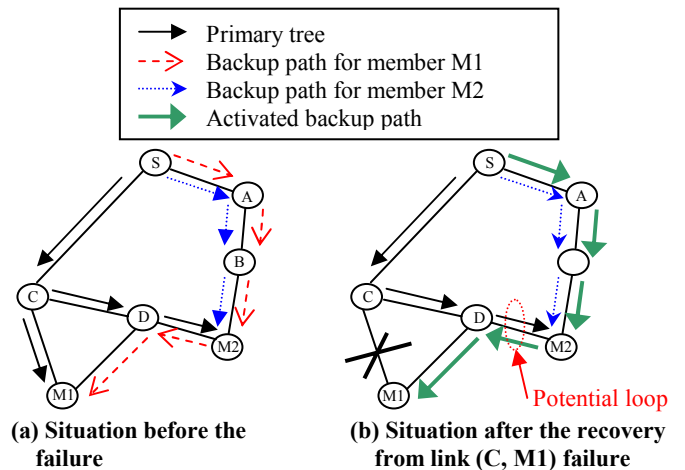 Primary tree
Backup path for member M1
Backup path for member M2
Activated backup path
S
A
B
C
D
M2
M1
S
A
C
D
M2
M1
Potential loop
(a) Situation before the
failure
(b) Situation after the recovery
from link (C, M1) failure